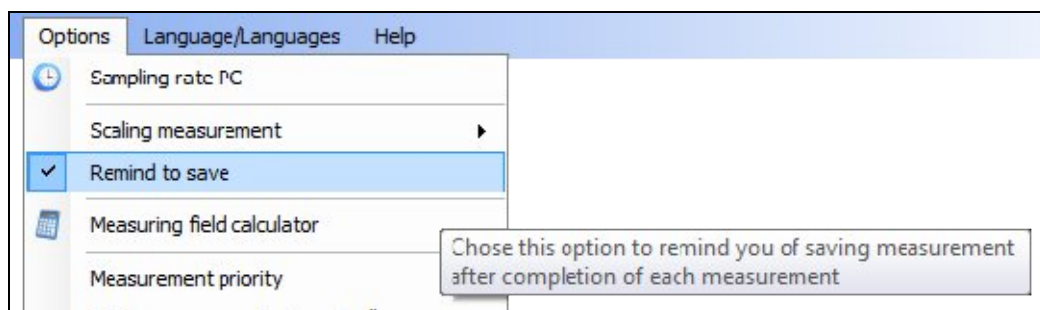 Options Language/Languages Help
Sampling rate PC
Scaling measurement
Remind to save
Measuring field calculator
Chose this option to remind you of saving measurement
after completion of each measurement
Measurement priority